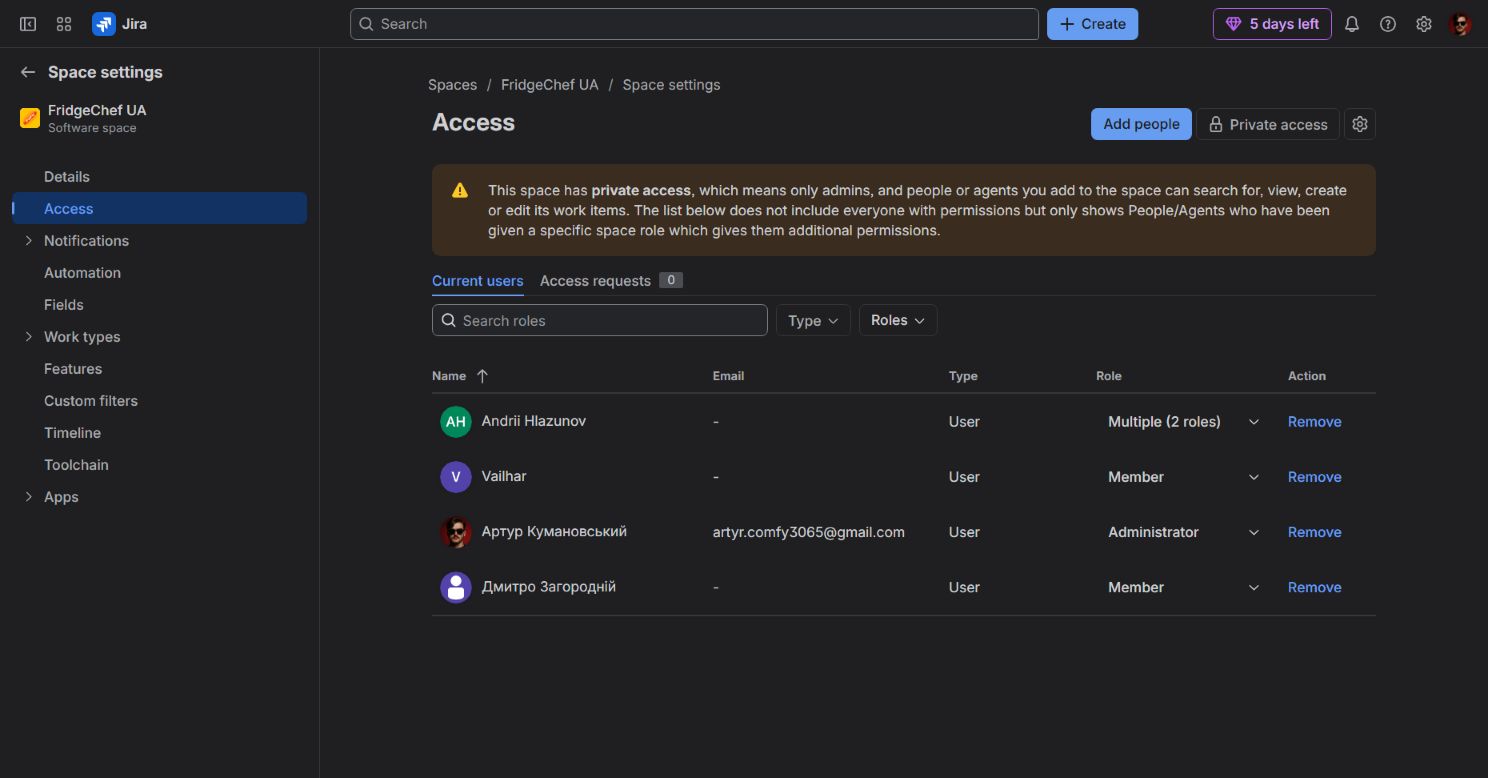 Jira
Search
+ Create
5 days left
Space settings
FridgeChef UA
Software space
Details
Access
Notifications
Automation
Fields
Work types
Features
Custom filters
Timeline
Toolchain
Apps
Spaces / FridgeChef UA / Space settings
Access
Add people
Private access
This space has private access, which means only admins, and people or agents you add to the space can search for, view, create
or edit its work items. The list below does not include everyone with permissions but only shows People/Agents who have been
given a specific space role which gives them additional permissions.
Current users Access requests 0
Search roles Type Roles
Name Email Type Role Action
AH Andrii Hlazunov - User Multiple (2 roles) Remove
V Vailhar - User Member Remove
Артур Кумановський artyr.comfy3065@gmail.com User Administrator Remove
Дмитро Загородній - User Member Remove